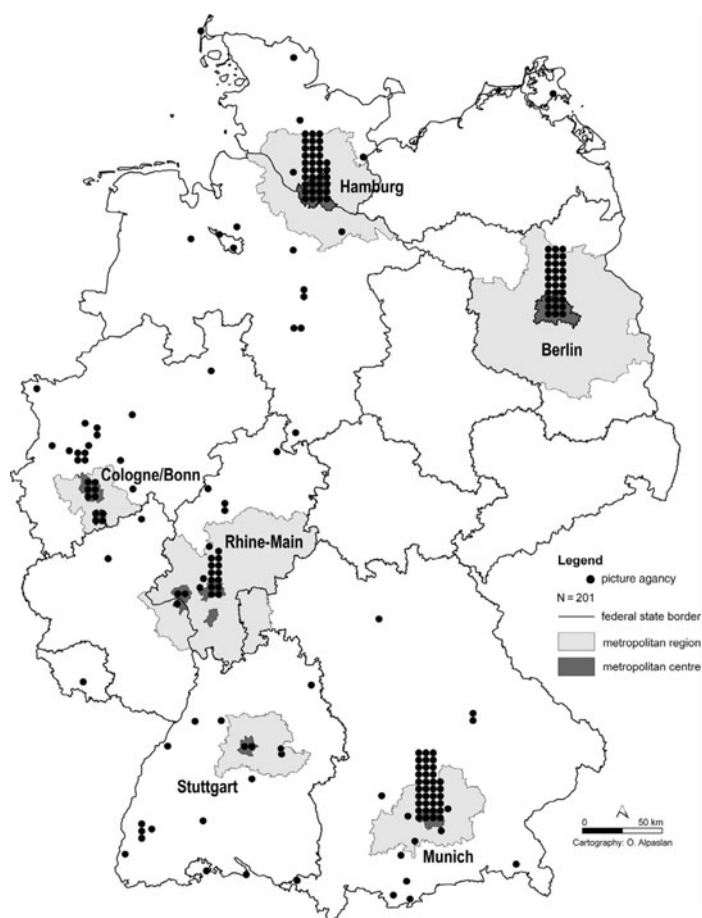 Hamburg
Berlin
Cologne/Bonn
Rhine-Main
Legend
picture agancy
N = 201
federal state border
metropolitan region
metropolitan centre
Stuttgart
Munich
0 50 km
Cartography: Ö. Alpaslan